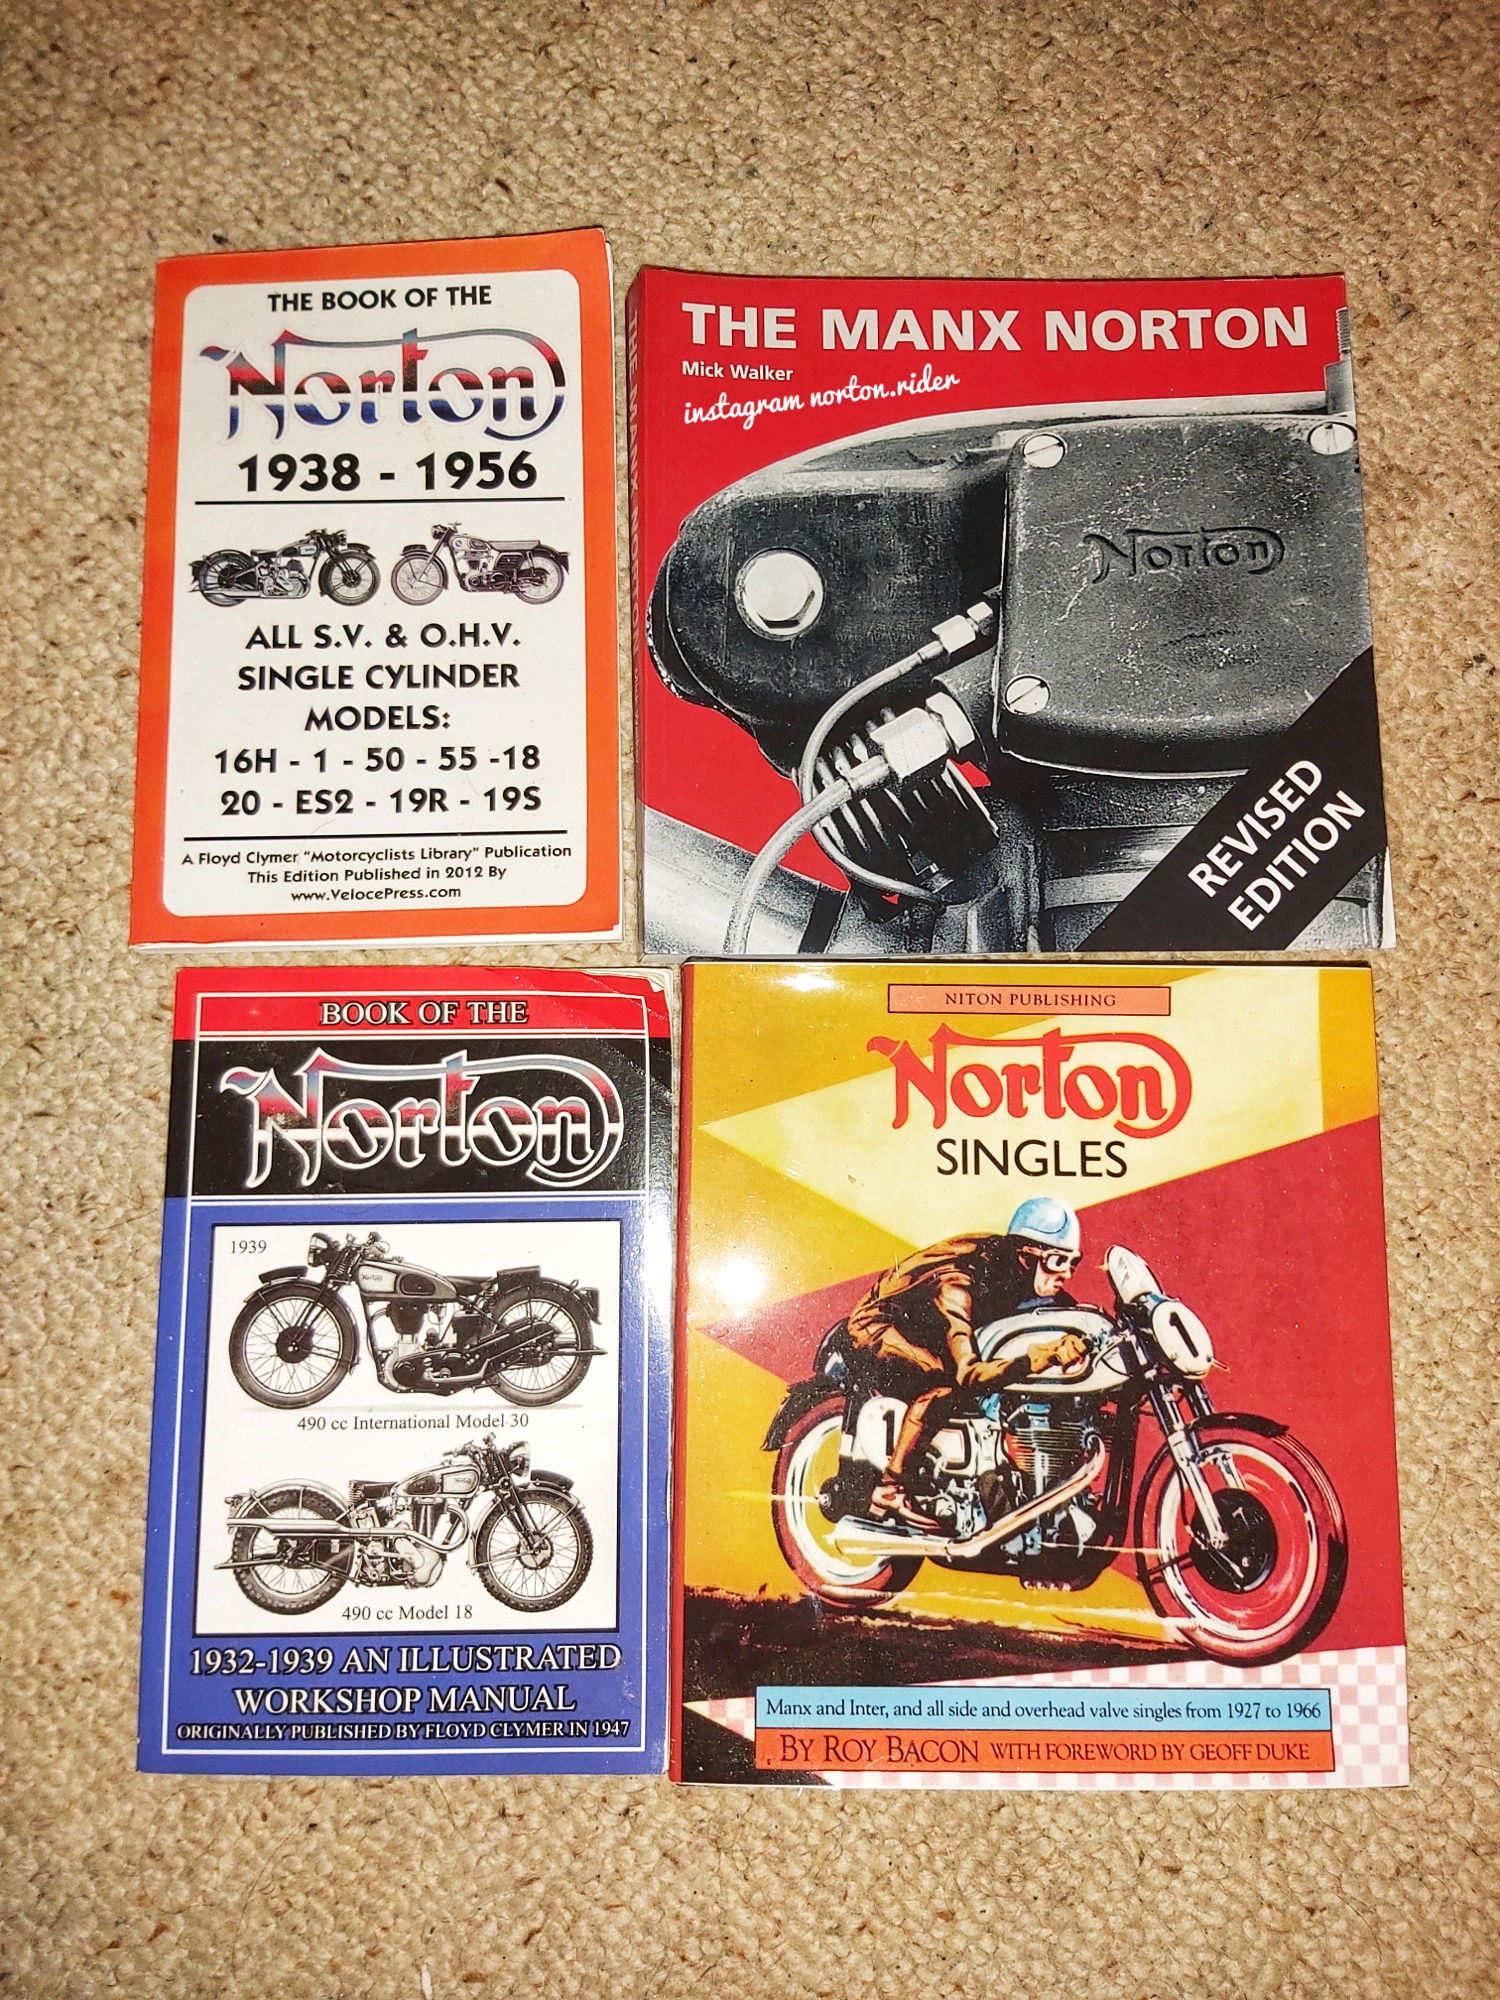 THE BOOK OF THE
Norton
1938 - 1956
ALL S.V. & O.H.V.
SINGLE CYLINDER
MODELS:
16H - 1 - 50 - 55 -18
20 - ES2 - 19R - 19S
A Floyd Clymer "Motorcyclists Library" Publication
This Edition Published in 2012 By
www.VelocePress.com
THE MANX NORTON
Mick Walker
instagram norton.rider
Norton
REVISED
EDITION
BOOK OF THE
Norton
1939
Norton
490 cc International Model 30
Norton
490 cc Model 18
1932-1939 AN ILLUSTRATED
WORKSHOP MANUAL
ORIGINALLY PUBLISHED BY FLOYD CLYMER IN 1947
NITON PUBLISHING
Norton
SINGLES
1
1
Manx and Inter, and all side and overhead valve singles from 1927 to 1966
BY ROY BACON WITH FOREWORD BY GEOFF DUKE